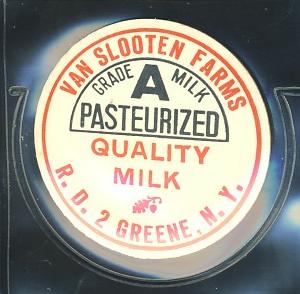 VAN SLOOTEN FARMS
GRADE A MILK
PASTEURIZED
QUALITY
MILK
R. D. 2 GREENE, N. Y.